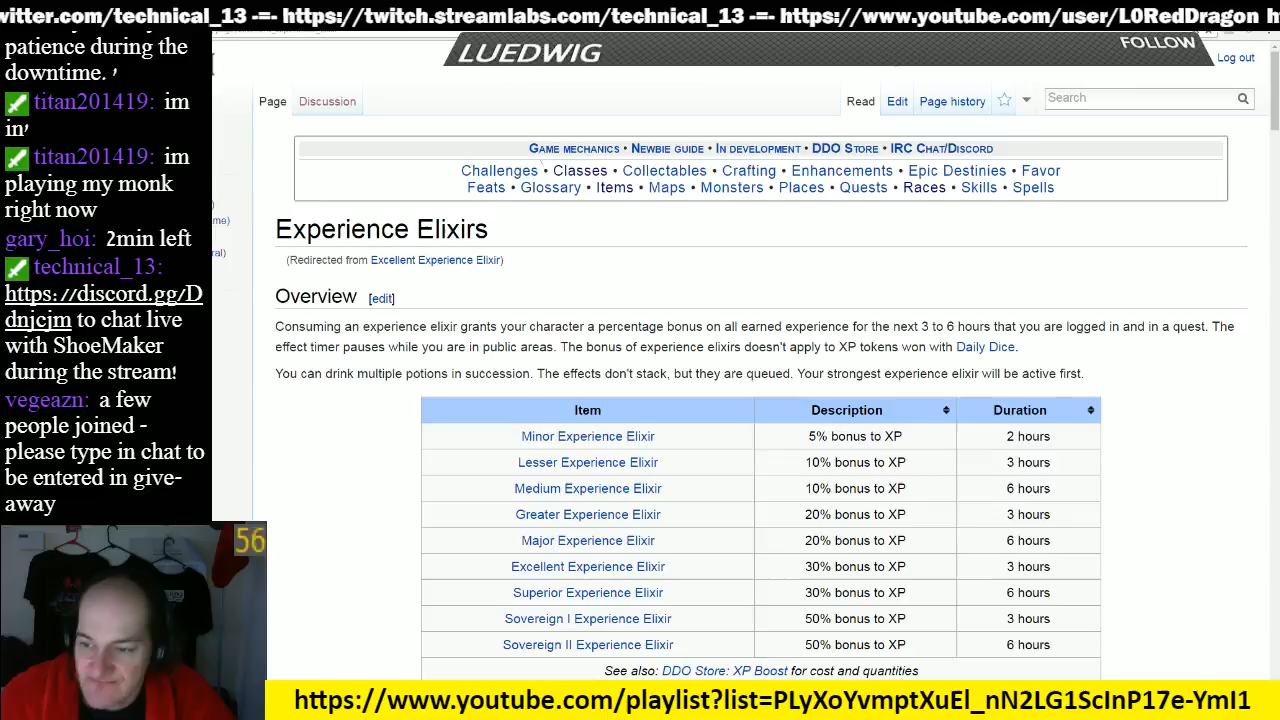 witter.com/technical_13 -=- https://twitch.streamlabs.com/technical_13 -=- https://www.youtube.com/user/L0RedDragon
patience during the
downtime. '
titan201419: im
in'
titan201419: im
playing my monk
right now
gary_hoi: 2min left
technical_13:
https://discord.gg/D
dnjcjm to chat live
with ShoeMaker
during the stream!
vegeazn: a few
people joined -
please type in chat to
be entered in give-
away
56
LUEDWIG
FOLLOW
Log out
Page Discussion Read Edit Page history Search
GAME MECHANICS • NEWBIE GUIDE • IN DEVELOPMENT • DDO STORE • IRC CHAT/DISCORD
Challenges • Classes • Collectables • Crafting • Enhancements • Epic Destinies • Favor
Feats • Glossary • Items • Maps • Monsters • Places • Quests • Races • Skills • Spells
me)
ral)
Experience Elixirs
(Redirected from Excellent Experience Elixir)
Overview [edit]
Consuming an experience elixir grants your character a percentage bonus on all earned experience for the next 3 to 6 hours that you are logged in and in a quest. The
effect timer pauses while you are in public areas. The bonus of experience elixirs doesn't apply to XP tokens won with Daily Dice.
You can drink multiple potions in succession. The effects don't stack, but they are queued. Your strongest experience elixir will be active first.
Item Description Duration
Minor Experience Elixir 5% bonus to XP 2 hours
Lesser Experience Elixir 10% bonus to XP 3 hours
Medium Experience Elixir 10% bonus to XP 6 hours
Greater Experience Elixir 20% bonus to XP 3 hours
Major Experience Elixir 20% bonus to XP 6 hours
Excellent Experience Elixir 30% bonus to XP 3 hours
Superior Experience Elixir 30% bonus to XP 6 hours
Sovereign I Experience Elixir 50% bonus to XP 3 hours
Sovereign II Experience Elixir 50% bonus to XP 6 hours
See also: DDO Store: XP Boost for cost and quantities
https://www.youtube.com/playlist?list=PLyXoYvmptXuEl_nN2LG1ScInP17e-YmI1